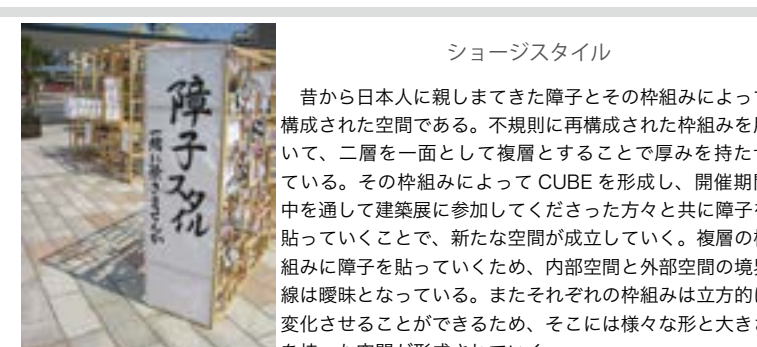 ショージスタイル
昔から日本人に親しまてきた障子とその枠組みによって
構成された空間である。不規則に再構成された枠組みを
いて、二層を一面として複層とすることで厚みを持た
ている。その枠組みによって CUBE を形成し、開催期
中を通して建築展に参加してくださった方々と共に障子
貼っていくことで、新たな空間が成立していく。複層の
組みに障子を貼っていくため、内部空間と外部空間の境
線は曖昧となっている。またそれぞれの枠組みは立方的
変化させることができるため、そこには様々な形と大き
障子スタイル
一緒に築きませんか